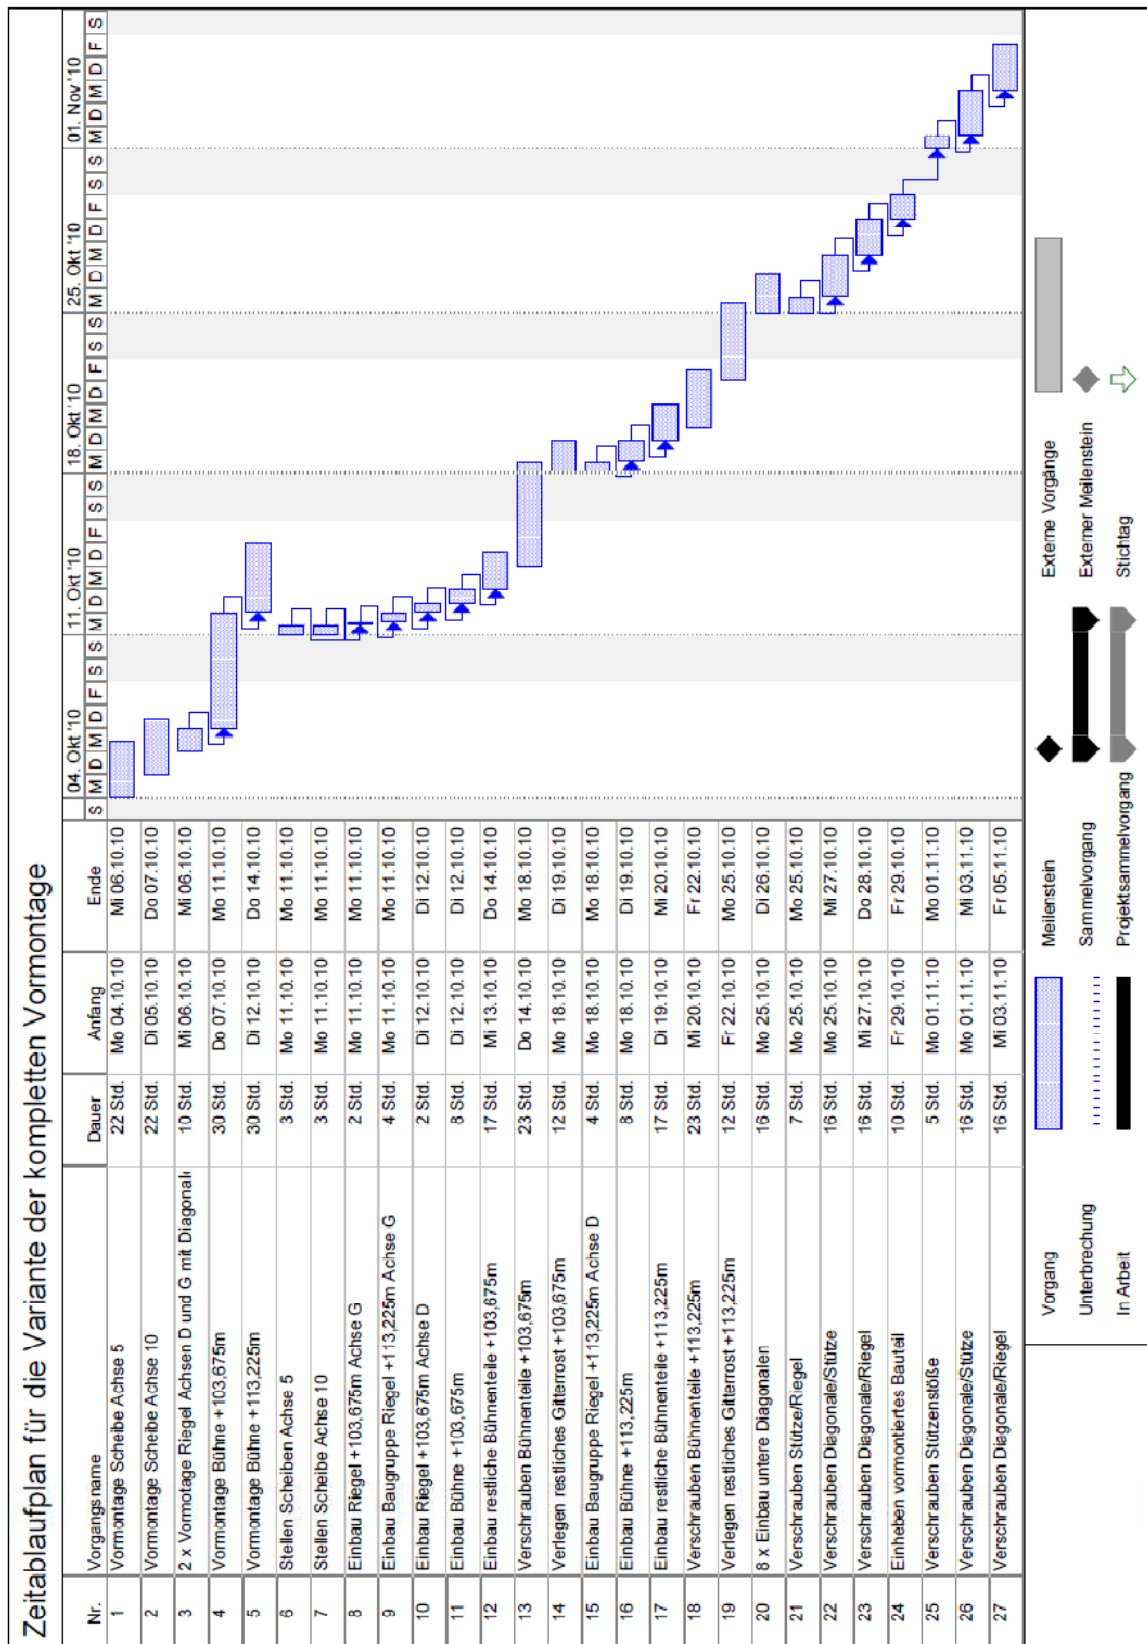 Zeitablaufplan für die Variante der kompletten Vormontage
Nr. Vorgangsname Dauer Anfang Ende 04. Okt '10 11. Okt '10 18. Okt '10 25. Okt '10 01. Nov '10
S M D M D F S S M D M D F S S M D M D F S S M D M D F S S M D M D F S
1 Vormontage Scheibe Achse 5 22 Std. Mo 04.10.10 Mi 06.10.10
2 Vormontage Scheibe Achse 10 22 Std. Di 05.10.10 Do 07.10.10
3 2 x Vormotage Riegel Achsen D und G mit Diagonal 10 Std. Mi 06.10.10 Mi 06.10.10
4 Vormontage Bühne +103,675m 30 Std. Do 07.10.10 Mo 11.10.10
5 Vormontage Bühne +113,225m 30 Std. Di 12.10.10 Do 14.10.10
6 Stellen Scheiben Achse 5 3 Std. Mo 11.10.10 Mo 11.10.10
7 Stellen Scheibe Achse 10 3 Std. Mo 11.10.10 Mo 11.10.10
8 Einbau Riegel +103,675m Achse G 2 Std. Mo 11.10.10 Mo 11.10.10
9 Einbau Baugruppe Riegel +113,225m Achse G 4 Std. Mo 11.10.10 Mo 11.10.10
10 Einbau Riegel +103,675m Achse D 2 Std. Di 12.10.10 Di 12.10.10
11 Einbau Bühne +103,675m 8 Std. Di 12.10.10 Di 12.10.10
12 Einbau restliche Bühnenteile +103,675m 17 Std. Mi 13.10.10 Do 14.10.10
13 Verschrauben Bühnenteile +103,675m 23 Std. Do 14.10.10 Mo 18.10.10
14 Verlegen restliches Gitterrost +103,675m 12 Std. Mo 18.10.10 Di 19.10.10
15 Einbau Baugruppe Riegel +113,225m Achse D 4 Std. Mo 18.10.10 Mo 18.10.10
16 Einbau Bühne +113,225m 8 Std. Mo 18.10.10 Di 19.10.10
17 Einbau restliche Bühnenteile +113,225m 17 Std. Di 19.10.10 Mi 20.10.10
18 Verschrauben Bühnenteile +113,225m 23 Std. Mi 20.10.10 Fr 22.10.10
19 Verlegen restliches Gitterrost +113,225m 12 Std. Fr 22.10.10 Mo 25.10.10
20 8 x Einbau untere Diagonalen 16 Std. Mo 25.10.10 Di 26.10.10
21 Verschrauben Stütze/Riegel 7 Std. Mo 25.10.10 Mo 25.10.10
22 Verschrauben Diagonale/Stütze 16 Std. Mo 25.10.10 Mi 27.10.10
23 Verschrauben Diagonale/Riegel 16 Std. Mi 27.10.10 Do 28.10.10
24 Einheben vormontiertes Bauteil 10 Std. Fr 29.10.10 Fr 29.10.10
25 Verschrauben Stützenstöße 5 Std. Mo 01.11.10 Mo 01.11.10
26 Verschrauben Diagonale/Stütze 16 Std. Mo 01.11.10 Mi 03.11.10
27 Verschrauben Diagonale/Riegel 16 Std. Mi 03.11.10 Fr 05.11.10
Vorgang Meilenstein Externe Vorgänge
Unterbrechung Sammelvorgang Externer Meilenstein
In Arbeit Projektsammelvorgang Stichtag